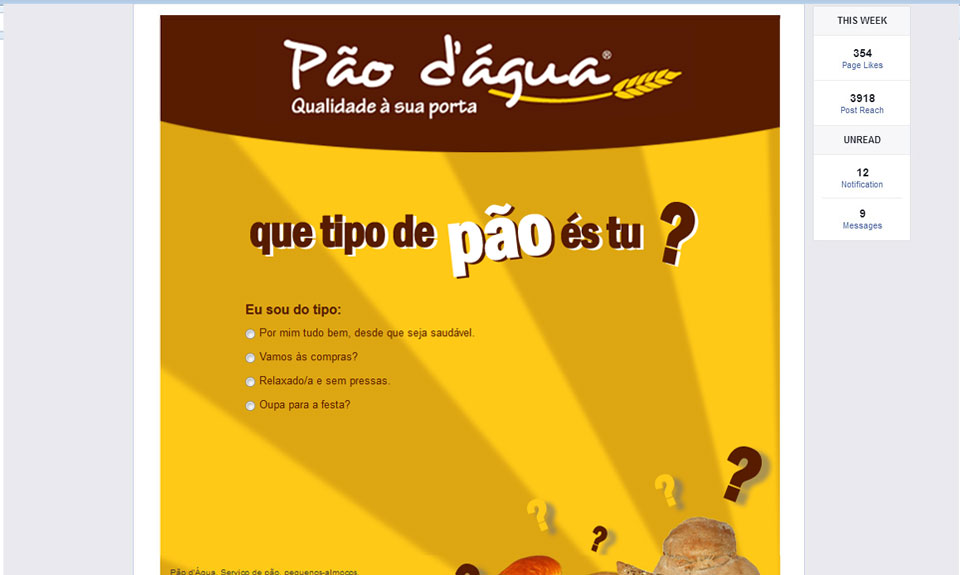 Pão d'água®
Qualidade à sua porta
que tipo de pão és tu ?
Eu sou do tipo:
Por mim tudo bem, desde que seja saudável.
Vamos às compras?
Relaxado/a e sem pressas.
Oupa para a festa?
? ? ? ?
Pão d'Água, Serviço de pão, pequenos-almoços
THIS WEEK
354
Page Likes
3918
Post Reach
UNREAD
12
Notification
9
Messages